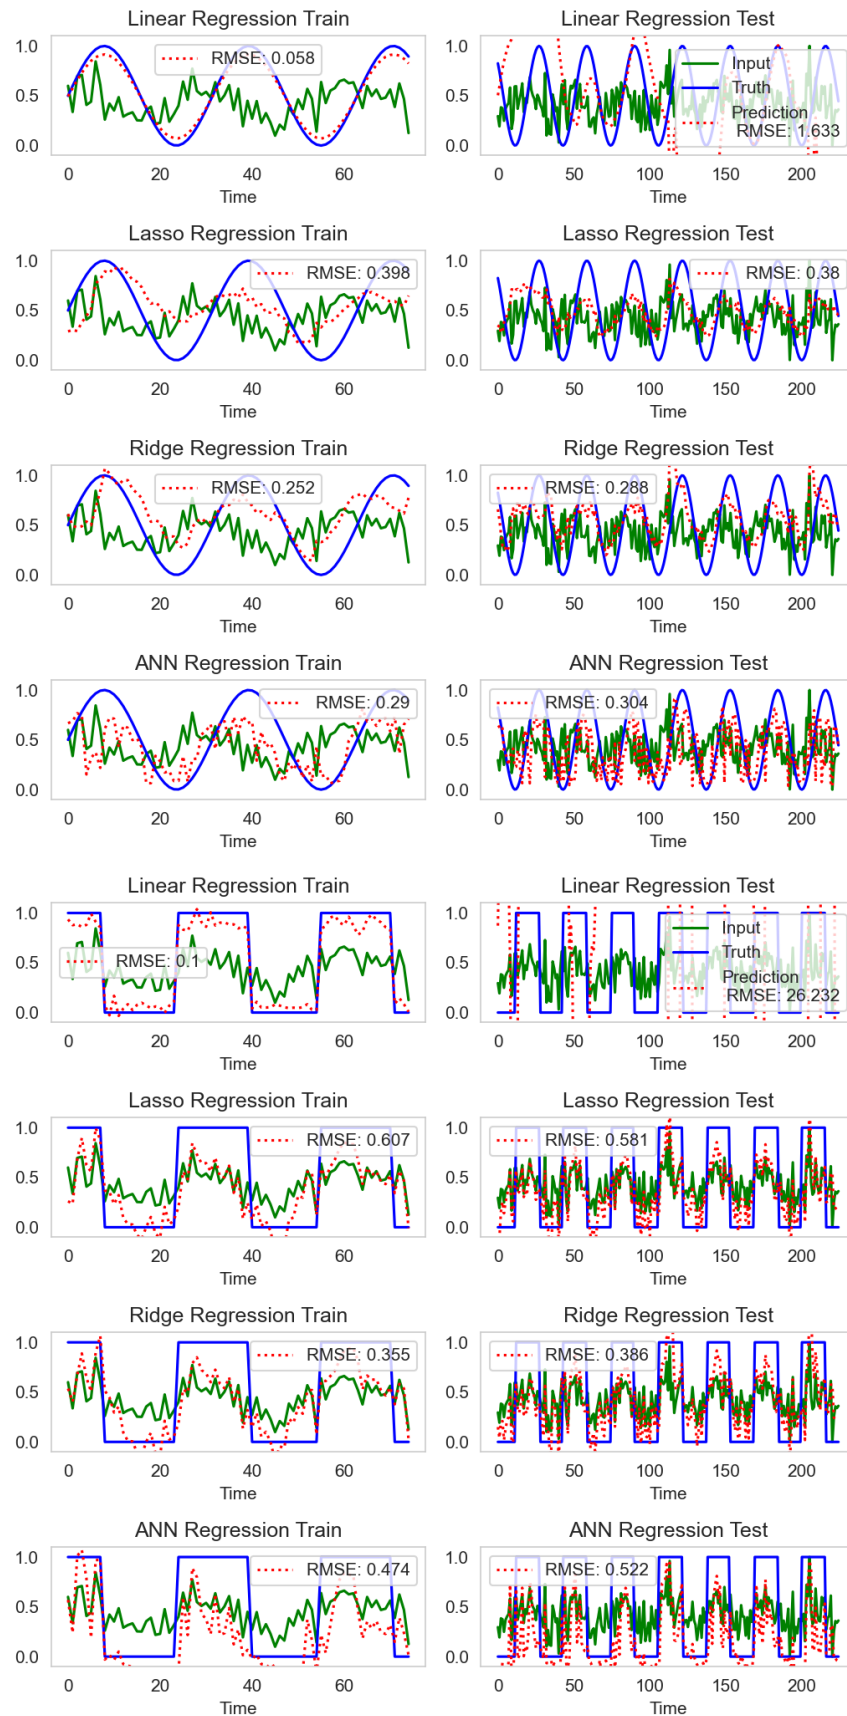 Linear Regression Train
1.0
0.5
0.0
RMSE: 0.058
0 20 40 60
Time
Linear Regression Test
1.0
0.5
0.0
Input
Truth
Prediction
RMSE: 1.633
0 50 100 150 200
Time
Lasso Regression Train
1.0
0.5
0.0
RMSE: 0.398
0 20 40 60
Time
Lasso Regression Test
1.0
0.5
0.0
RMSE: 0.38
0 50 100 150 200
Time
Ridge Regression Train
1.0
0.5
0.0
RMSE: 0.252
0 20 40 60
Time
Ridge Regression Test
1.0
0.5
0.0
RMSE: 0.288
0 50 100 150 200
Time
ANN Regression Train
1.0
0.5
0.0
RMSE: 0.29
0 20 40 60
Time
ANN Regression Test
1.0
0.5
0.0
RMSE: 0.304
0 50 100 150 200
Time
Linear Regression Train
1.0
0.5
0.0
RMSE: 0.1
0 20 40 60
Time
Linear Regression Test
1.0
0.5
0.0
Input
Truth
Prediction
RMSE: 26.232
0 50 100 150 200
Time
Lasso Regression Train
1.0
0.5
0.0
RMSE: 0.607
0 20 40 60
Time
Lasso Regression Test
1.0
0.5
0.0
RMSE: 0.581
0 50 100 150 200
Time
Ridge Regression Train
1.0
0.5
0.0
RMSE: 0.355
0 20 40 60
Time
Ridge Regression Test
1.0
0.5
0.0
RMSE: 0.386
0 50 100 150 200
Time
ANN Regression Train
1.0
0.5
0.0
RMSE: 0.474
0 20 40 60
Time
ANN Regression Test
1.0
0.5
0.0
RMSE: 0.522
0 50 100 150 200
Time